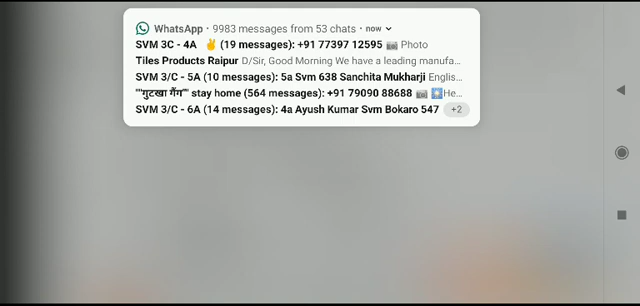 WhatsApp · 9983 messages from 53 chats · now
SVM 3C - 4A ✌ (19 messages): +91 77397 12595 📷 Photo
Tiles Products Raipur D/Sir, Good Morning We have a leading manufa...
SVM 3/C - 5A (10 messages): 5a Svm 638 Sanchita Mukharji Englis...
""गुटखा गैंग"" stay home (564 messages): +91 79090 88688 📷 ✳He...
SVM 3/C - 6A (14 messages): 4a Ayush Kumar Svm Bokaro 547 +2